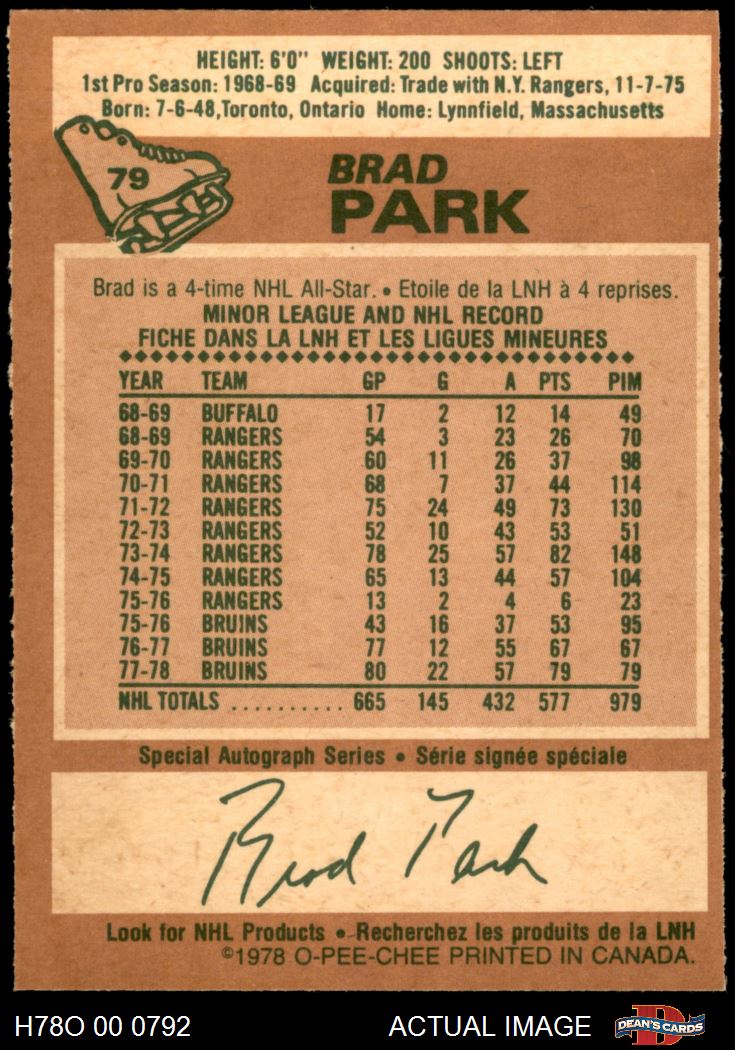 HEIGHT: 6'0" WEIGHT: 200 SHOOTS: LEFT
1st Pro Season: 1968-69 Acquired: Trade with N.Y. Rangers, 11-7-75
Born: 7-6-48, Toronto, Ontario Home: Lynnfield, Massachusetts
79
BRAD
PARK
Brad is a 4-time NHL All-Star. • Etoile de la LNH à 4 reprises.
MINOR LEAGUE AND NHL RECORD
FICHE DANS LA LNH ET LES LIGUES MINEURES
YEAR TEAM GP G A PTS PIM
68-69 BUFFALO 17 2 12 14 49
68-69 RANGERS 54 3 23 26 70
69-70 RANGERS 60 11 26 37 98
70-71 RANGERS 68 7 37 44 114
71-72 RANGERS 75 24 49 73 130
72-73 RANGERS 52 10 43 53 51
73-74 RANGERS 78 25 57 82 148
74-75 RANGERS 65 13 44 57 104
75-76 RANGERS 13 2 4 6 23
75-76 BRUINS 43 16 37 53 95
76-77 BRUINS 77 12 55 67 67
77-78 BRUINS 80 22 57 79 79
NHL TOTALS .......... 665 145 432 577 979
Special Autograph Series • Série signée spéciale
Brad Park
Look for NHL Products • Recherchez les produits de la LNH
©1978 O-PEE-CHEE PRINTED IN CANADA.
H78O 00 0792 ACTUAL IMAGE DEAN'S CARDS